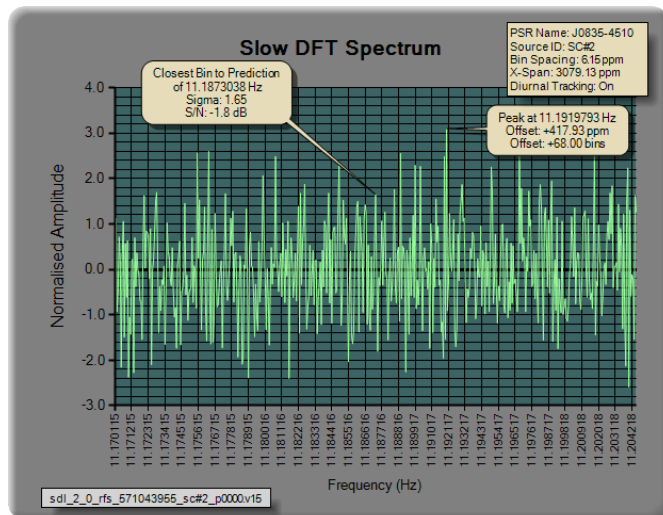 Slow DFT Spectrum
PSR Name: J0835-4510
Source ID: SC#2
Bin Spacing: 6.15ppm
X-Span: 3079.13 ppm
Diurnal Tracking: On
Closest Bin to Prediction
of 11.1873038 Hz
Sigma: 1.65
S/N: -1.8 dB
Peak at 11.1919793 Hz
Offset: +417.93 ppm
Offset: +68.00 bins
Normalised Amplitude
4.0
3.0
2.0
1.0
0.0
-1.0
-2.0
-3.0
11.170115
11.171215
11.172315
11.173415
11.174515
11.175615
11.176715
11.177815
11.178915
11.180016
11.181116
11.182216
11.183316
11.184416
11.185516
11.186616
11.187716
11.188816
11.189917
11.191017
11.192117
11.193217
11.194317
11.195417
11.196517
11.197617
11.198717
11.199818
11.200918
11.202018
11.203118
11.204218
Frequency (Hz)
sdl_2_0_rfs_571043955_sc#2_p0000.v15